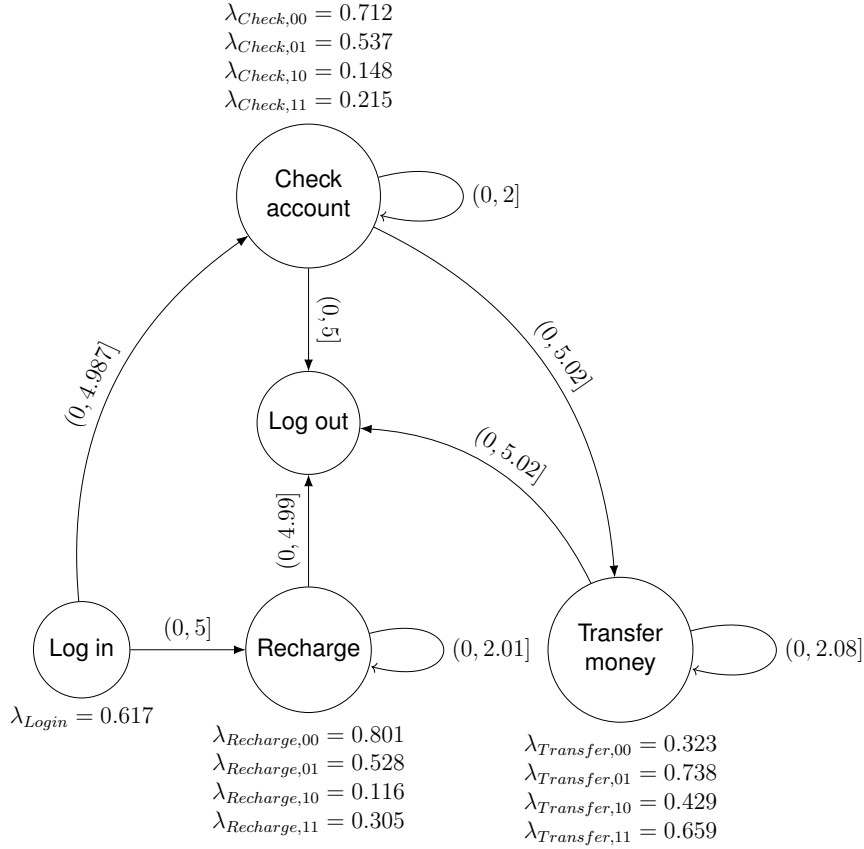 λ_{Check,00} = 0.712
λ_{Check,01} = 0.537
λ_{Check,10} = 0.148
λ_{Check,11} = 0.215
Check
account
(0, 2]
(0, 5]
(0, 4.987]
(0, 5.02]
Log out
(0, 5.02]
(0, 4.99]
Log in
(0, 5]
Recharge
(0, 2.01]
Transfer
money
(0, 2.08]
λ_{Login} = 0.617
λ_{Recharge,00} = 0.801
λ_{Recharge,01} = 0.528
λ_{Recharge,10} = 0.116
λ_{Recharge,11} = 0.305
λ_{Transfer,00} = 0.323
λ_{Transfer,01} = 0.738
λ_{Transfer,10} = 0.429
λ_{Transfer,11} = 0.659